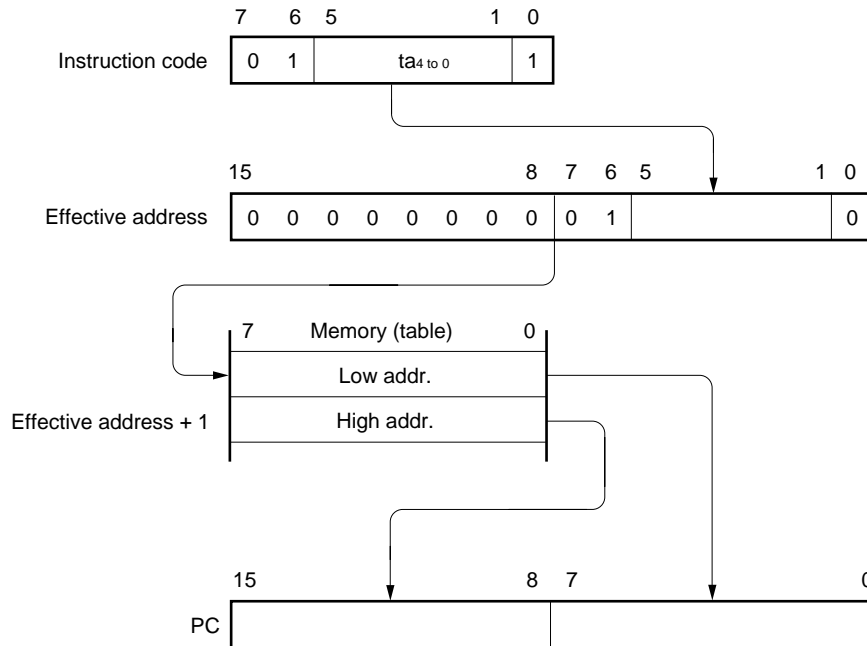 7 6 5 1 0
Instruction code 0 1 ta4 to 0 1
15 8 7 6 5 1 0
Effective address 0 0 0 0 0 0 0 0 0 1 0
7 Memory (table) 0
Low addr.
Effective address + 1 High addr.
15 8 7 0
PC